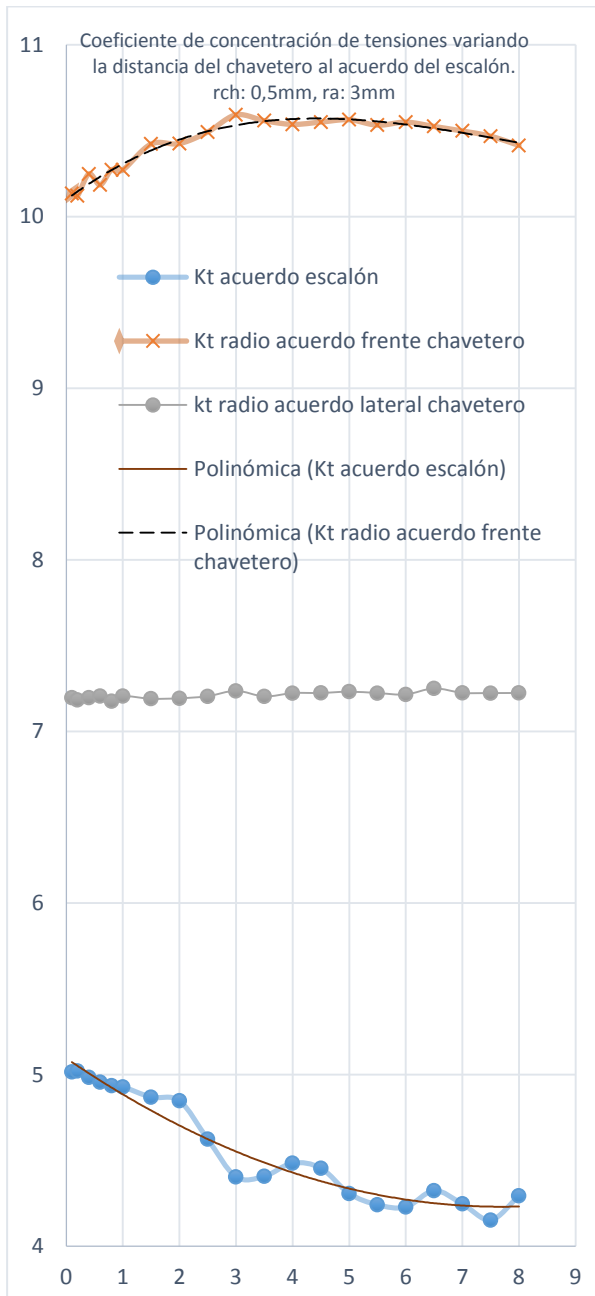 Coeficiente de concentración de tensiones variando
la distancia del chavetero al acuerdo del escalón.
rch: 0,5mm, ra: 3mm
11
10
9
8
7
6
5
4
Kt acuerdo escalón
Kt radio acuerdo frente chavetero
kt radio acuerdo lateral chavetero
Polinómica (Kt acuerdo escalón)
Polinómica (Kt radio acuerdo frente
chavetero)
0 1 2 3 4 5 6 7 8 9